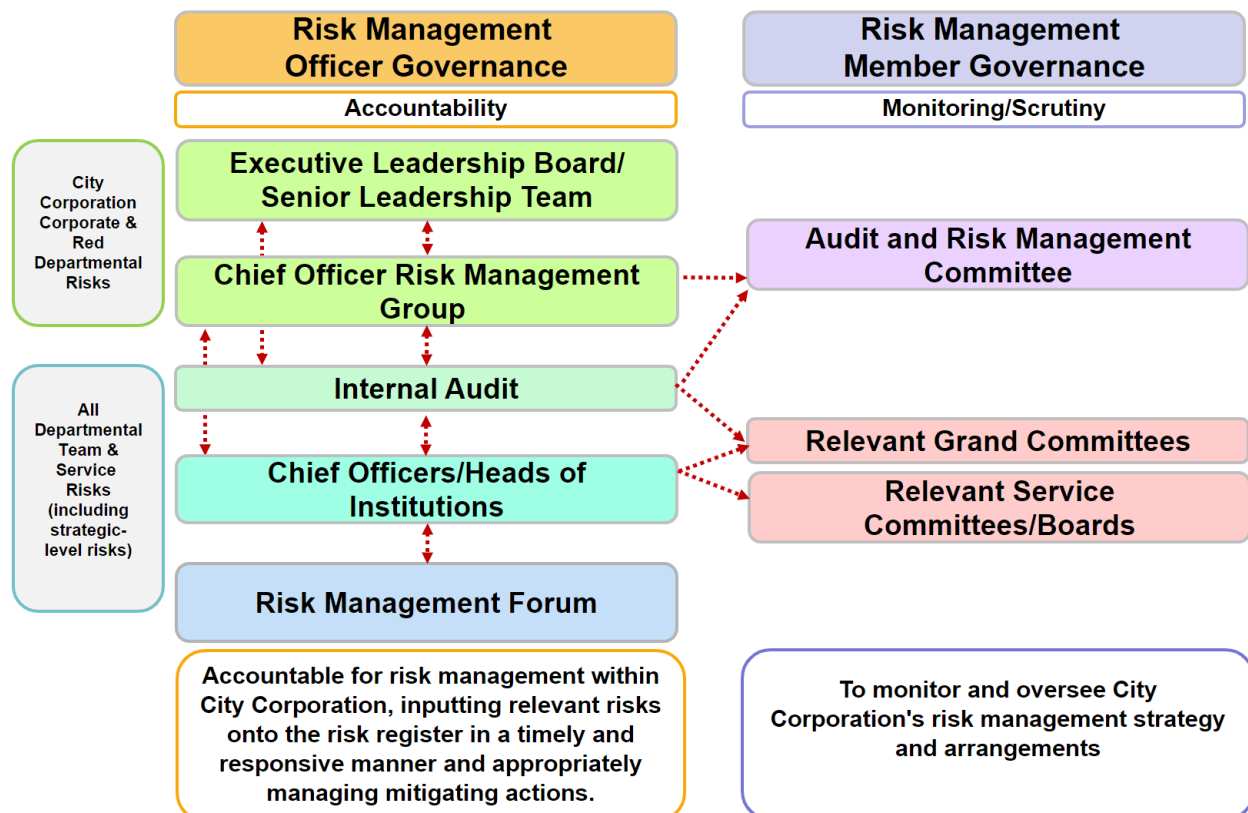 Risk Management
Officer Governance
Risk Management
Member Governance
Accountability
Monitoring/Scrutiny
City
Corporation
Corporate &
Red
Departmental
Risks
Executive Leadership Board/
Senior Leadership Team
Chief Officer Risk Management
Group
Audit and Risk Management
Committee
All
Departmental
Team &
Service
Risks
(including
strategic-
level risks)
Internal Audit
Chief Officers/Heads of
Institutions
Relevant Grand Committees
Relevant Service
Committees/Boards
Risk Management Forum
Accountable for risk management within
City Corporation, inputting relevant risks
onto the risk register in a timely and
responsive manner and appropriately
managing mitigating actions.
To monitor and oversee City
Corporation's risk management strategy
and arrangements